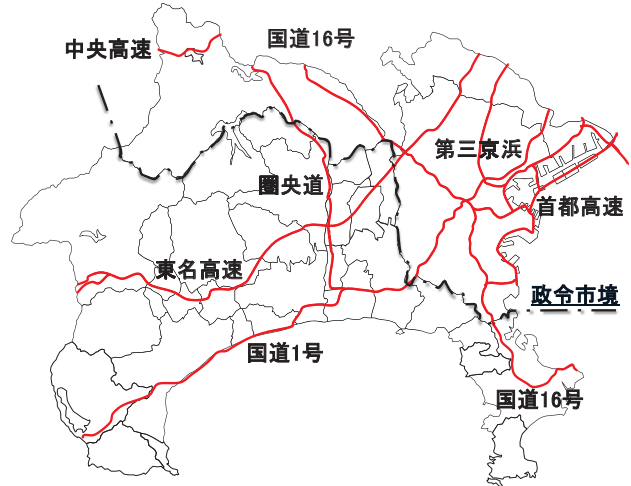 国道16号
中央高速
第三京浜
圏央道
首都高速
東名高速
政令市境
国道1号
国道16号